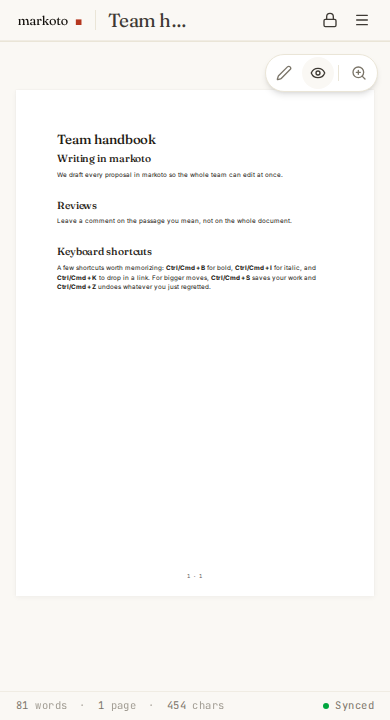 markoto
Team h...
Team handbook
Writing in markoto
We draft every proposal in markoto so the whole team can edit at once.
Reviews
Leave a comment on the passage you mean, not on the whole document.
Keyboard shortcuts
A few shortcuts worth memorizing: Ctrl/Cmd+B for bold, Ctrl/Cmd+I for italic, and
Ctrl/Cmd+K to drop in a link. For bigger moves, Ctrl/Cmd+S saves your work and
Ctrl/Cmd+Z undoes whatever you just regretted.
1 - 1
81 words · 1 page · 454 chars Synced